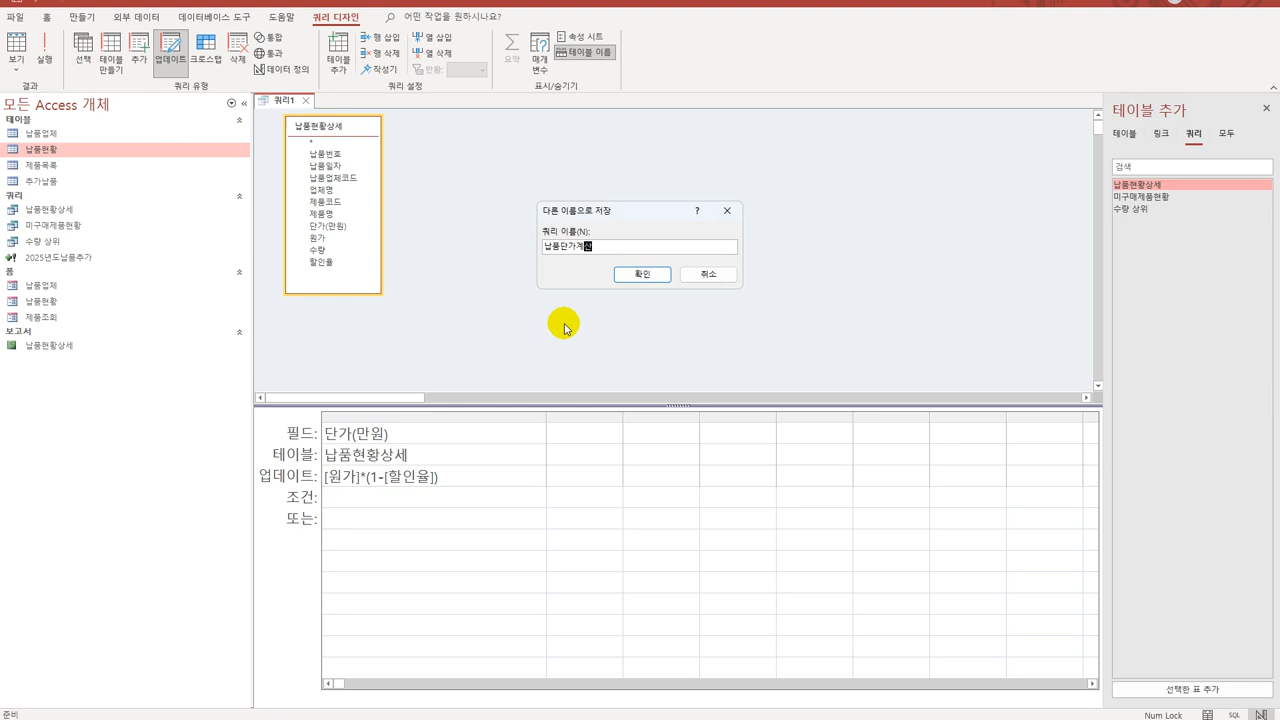 파일 홈 만들기 외부 데이터 데이터베이스 도구 도움말 쿼리 디자인 어떤 작업을 원하시나요?
보기 실행 선택 테이블 만들기 추가 업데이트 크로스탭 삭제 통합 통과 데이터 정의 테이블 추가 행 삽입 행 삭제 작성기 열 삽입 열 삭제 반환: 요약 매개 변수 속성 시트 테이블 이름
결과 쿼리 유형 쿼리 설정 표시/숨기기
모든 Access 개체
테이블
납품업체
납품현황
제품목록
추가납품
쿼리
납품현황상세
미구매제품현황
수량 상위
2025년도납품추가
폼
납품업체
납품현황
제품조회
보고서
납품현황상세
쿼리1
납품현황상세
*
납품번호
납품일자
납품업체코드
업체명
제품코드
제품명
단가(만원)
원가
수량
할인율
다른 이름으로 저장 ?
쿼리 이름(N):
납품단가계산
확인 취소
필드: 단가(만원)
테이블: 납품현황상세
업데이트: [원가]*(1-[할인율])
조건:
또는:
테이블 추가
테이블 링크 쿼리 모두
검색
납품현황상세
미구매제품현황
수량 상위
선택한 표 추가
준비 Num Lock SQL